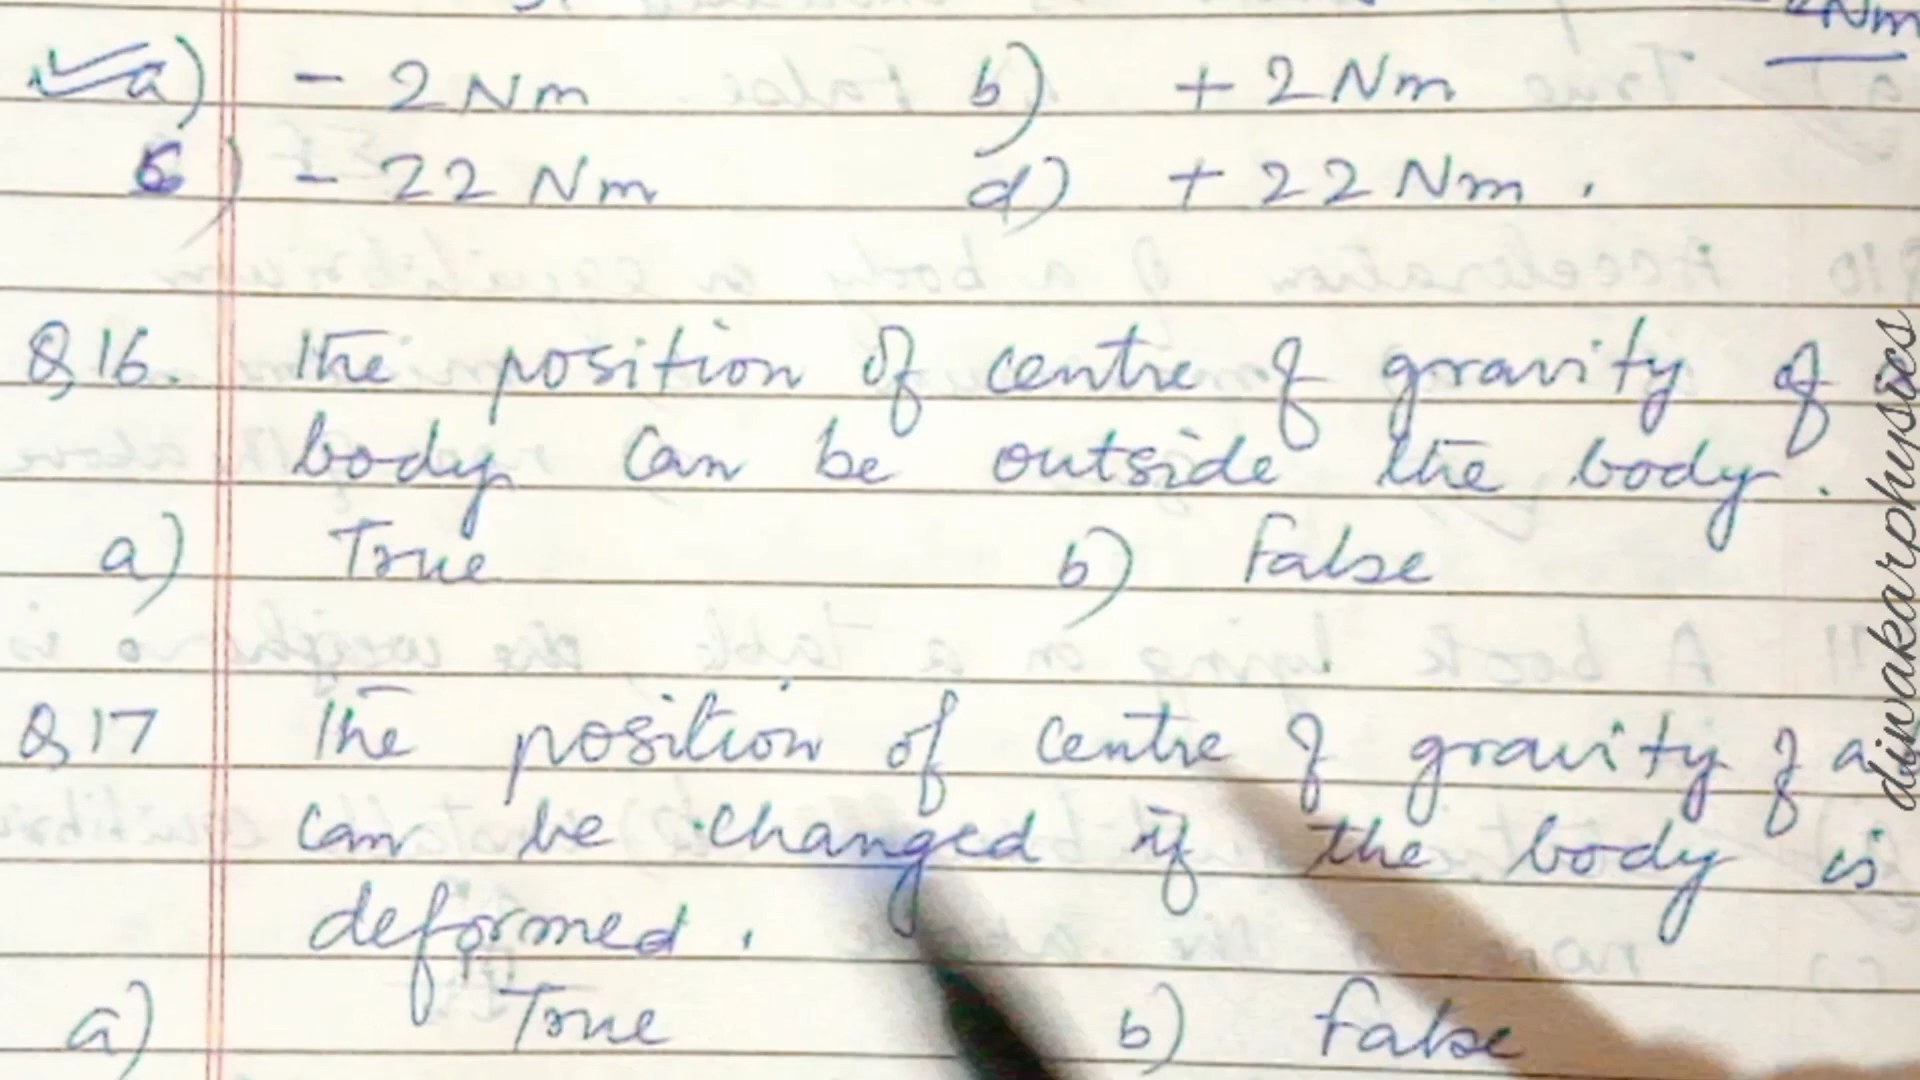 2Nm
a) - 2 Nm b) + 2 Nm
c) - 22 Nm d) + 22 Nm .
Q16. The position of centre of gravity of
body can be outside the body.
a) True b) False
Q17 The position of centre of gravity of a
can be changed if the body is
deformed.
a) True b) False
diwakarphysics